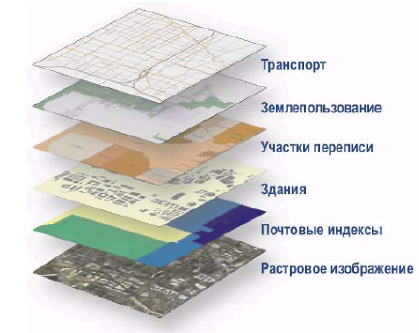 Транспорт
Землепользование
Участки переписи
Здания
Почтовые индексы
Растровое изображение